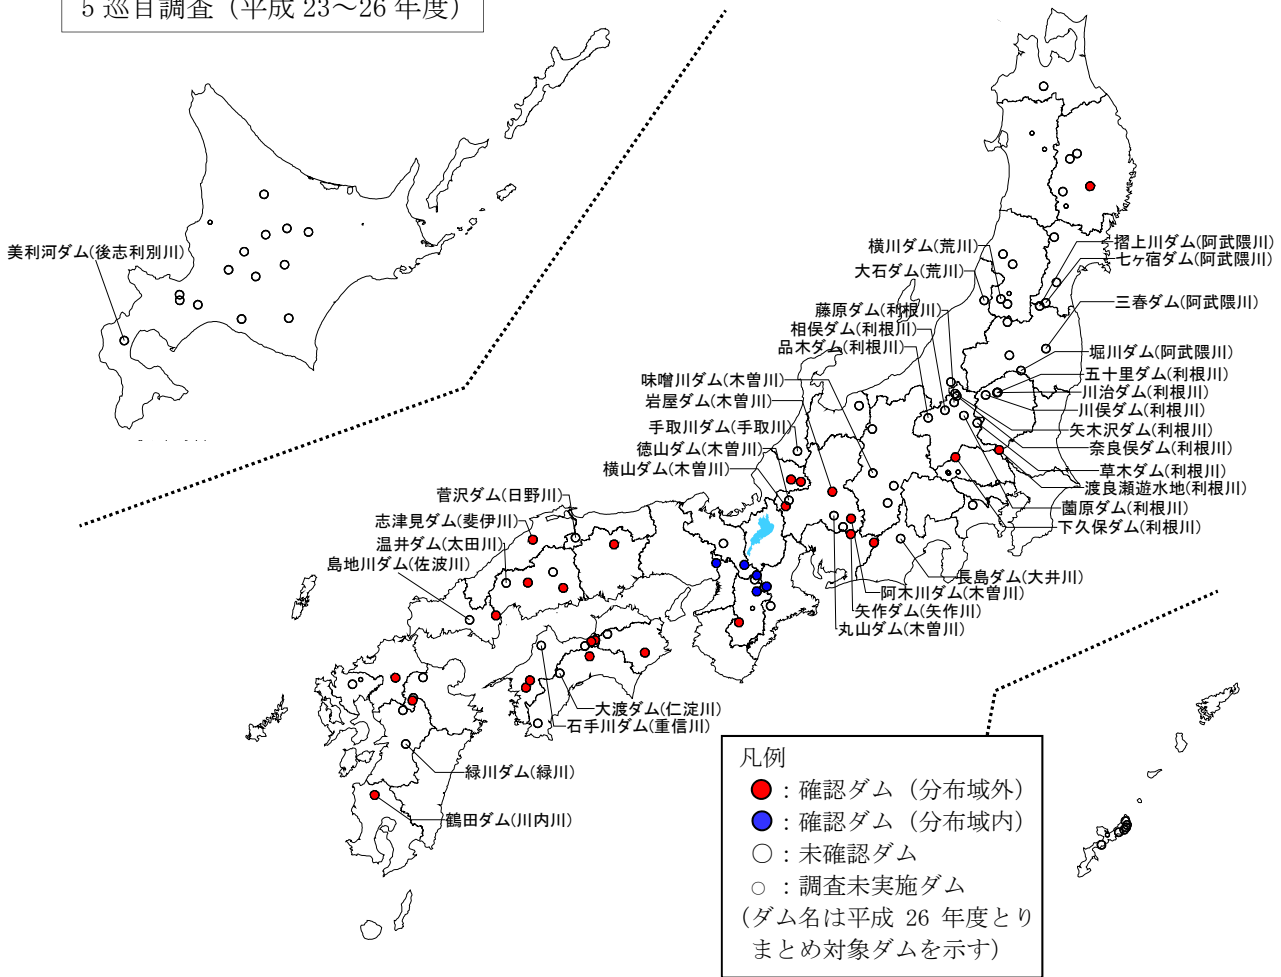 5 巡目調査（平成 23～26 年度）
美利河ダム(後志利別川)
横川ダム(荒川)
大石ダム(荒川)
藤原ダム(利根川)
相俣ダム(利根川)
品木ダム(利根川)
味噌川ダム(木曽川)
岩屋ダム(木曽川)
手取川ダム(手取川)
徳山ダム(木曽川)
横山ダム(木曽川)
菅沢ダム(日野川)
志津見ダム(斐伊川)
温井ダム(太田川)
島地川ダム(佐波川)
摺上川ダム(阿武隈川)
七ヶ宿ダム(阿武隈川)
三春ダム(阿武隈川)
堀川ダム(阿武隈川)
五十里ダム(利根川)
川治ダム(利根川)
川俣ダム(利根川)
矢木沢ダム(利根川)
奈良俣ダム(利根川)
草木ダム(利根川)
渡良瀬遊水地(利根川)
薗原ダム(利根川)
下久保ダム(利根川)
長島ダム(大井川)
阿木川ダム(木曽川)
矢作ダム(矢作川)
丸山ダム(木曽川)
大渡ダム(仁淀川)
石手川ダム(重信川)
緑川ダム(緑川)
鶴田ダム(川内川)
凡例
：確認ダム（分布域外）
：確認ダム（分布域内）
：未確認ダム
：調査未実施ダム
（ダム名は平成 26 年度とり
まとめ対象ダムを示す）